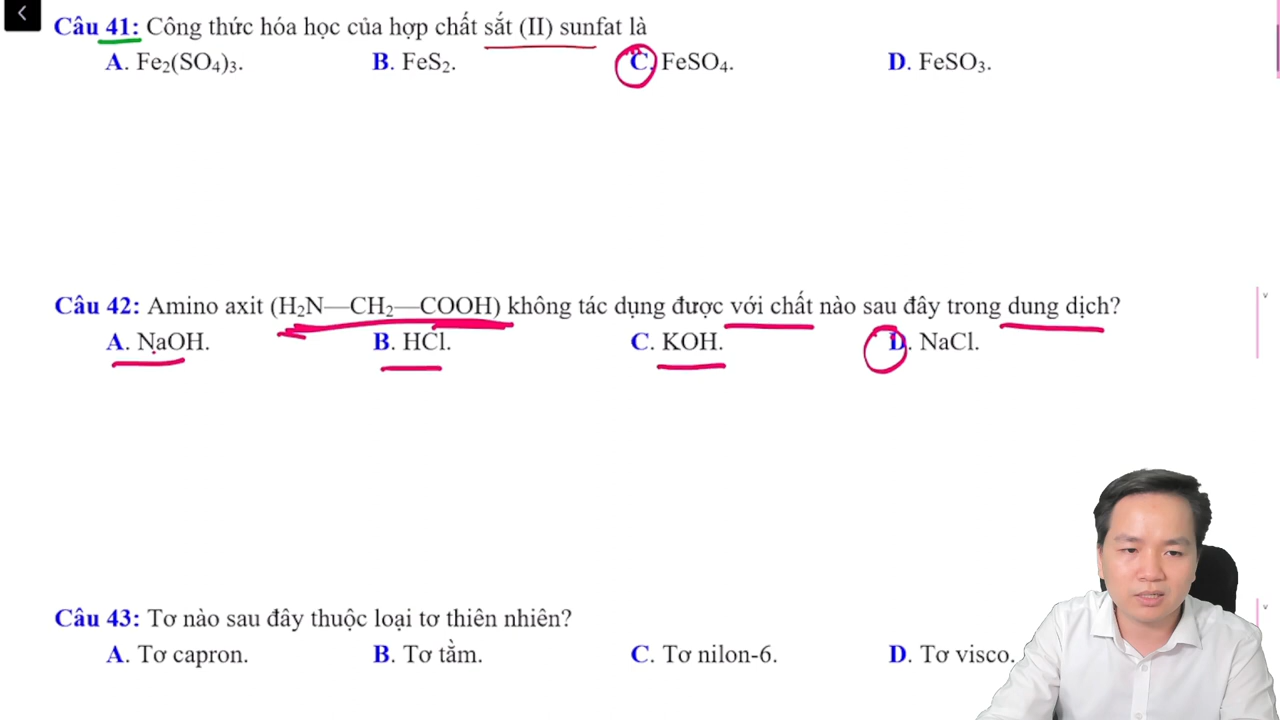 Câu 41: Công thức hóa học của hợp chất sắt (II) sunfat là
A. Fe₂(SO₄)₃. B. FeS₂. C. FeSO₄. D. FeSO₃.
Câu 42: Amino axit (H₂N—CH₂—COOH) không tác dụng được với chất nào sau đây trong dung dịch?
A. NaOH. B. HCl. C. KOH. D. NaCl.
Câu 43: Tơ nào sau đây thuộc loại tơ thiên nhiên?
A. Tơ capron. B. Tơ tằm. C. Tơ nilon-6. D. Tơ visco.